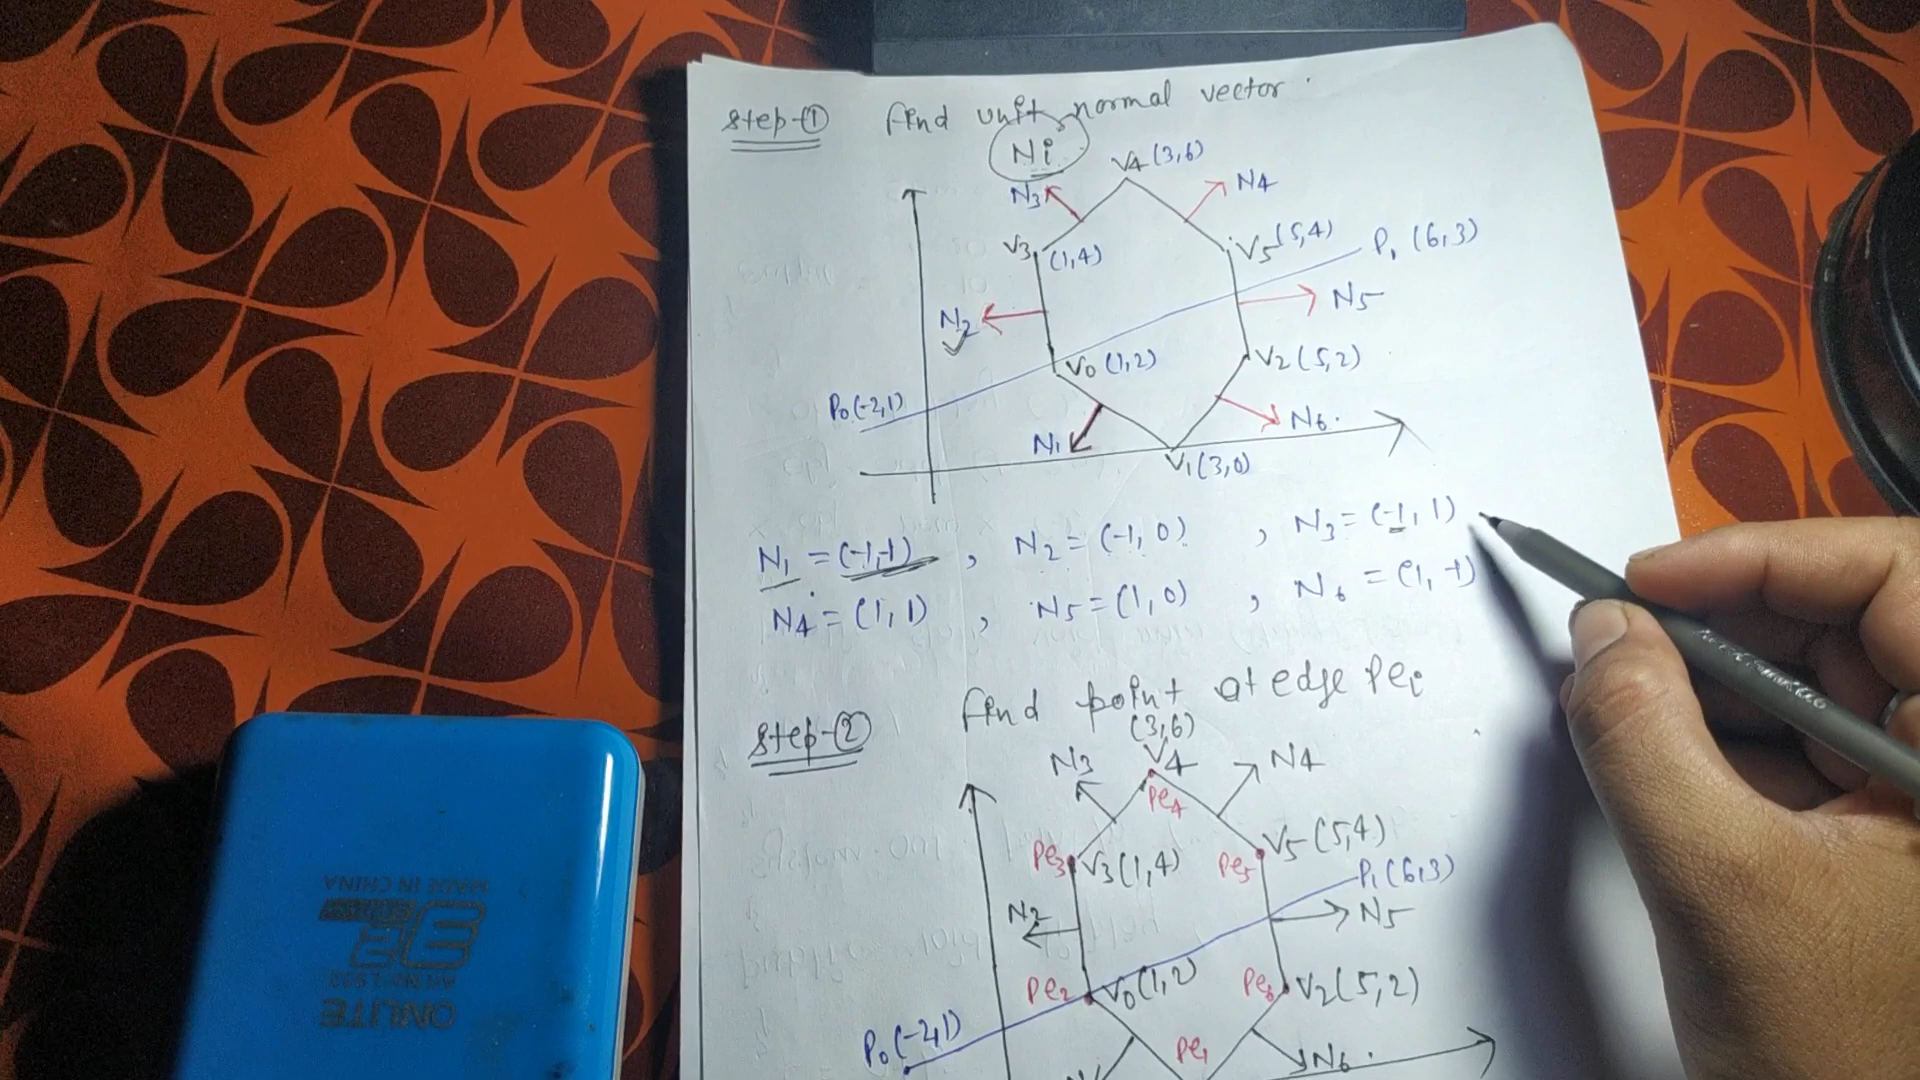 Step-① Find unit normal vector
Ni
V4 (3,6)
N3
N4
V3
(1,4)
V5 (5,4)
P1 (6,3)
N2
N5
V0 (1,2)
V2 (5,2)
P0 (-2,1)
N1
N6.
V1 (3,0)
N1 = (-1,-1) , N2 = (-1, 0) , N3 = (-1, 1)
N4 = (1, 1) , N5 = (1, 0) , N6 = (1, -1)
Step-② Find point at edge Pei
(3,6)
V4
N3
N4
Pe4
V5 (5,4)
Pe3
V3 (1,4)
Pe5
P1 (6,3)
N2
N5
Pe2
V0 (1,2)
Pe6
V2 (5,2)
P0 (-2,1)
Pe1
N6.
MADE IN CHINA
ONLITE